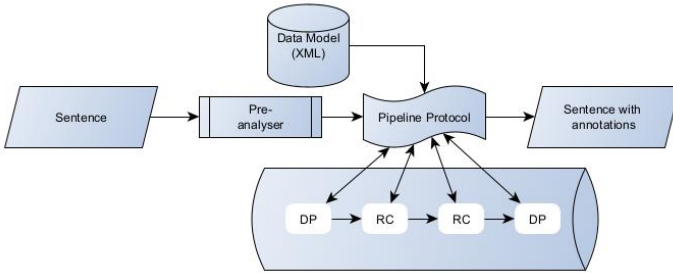 Data Model
(XML)
Sentence
Pre-
analyser
Pipeline Protocol
Sentence with
annotations
DP
RC
RC
DP